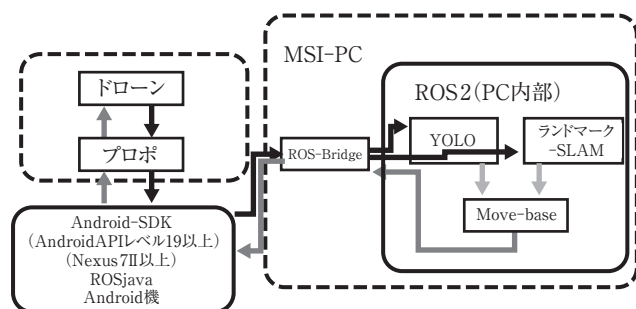 MSI-PC
ドローン
プロポ
ROS-Bridge
ROS2(PC内部)
YOLO
ランドマーク
-SLAM
Move-base
Android-SDK
(AndroidAPIレベル19以上)
(Nexus7Ⅱ以上)
ROSjava
Android機